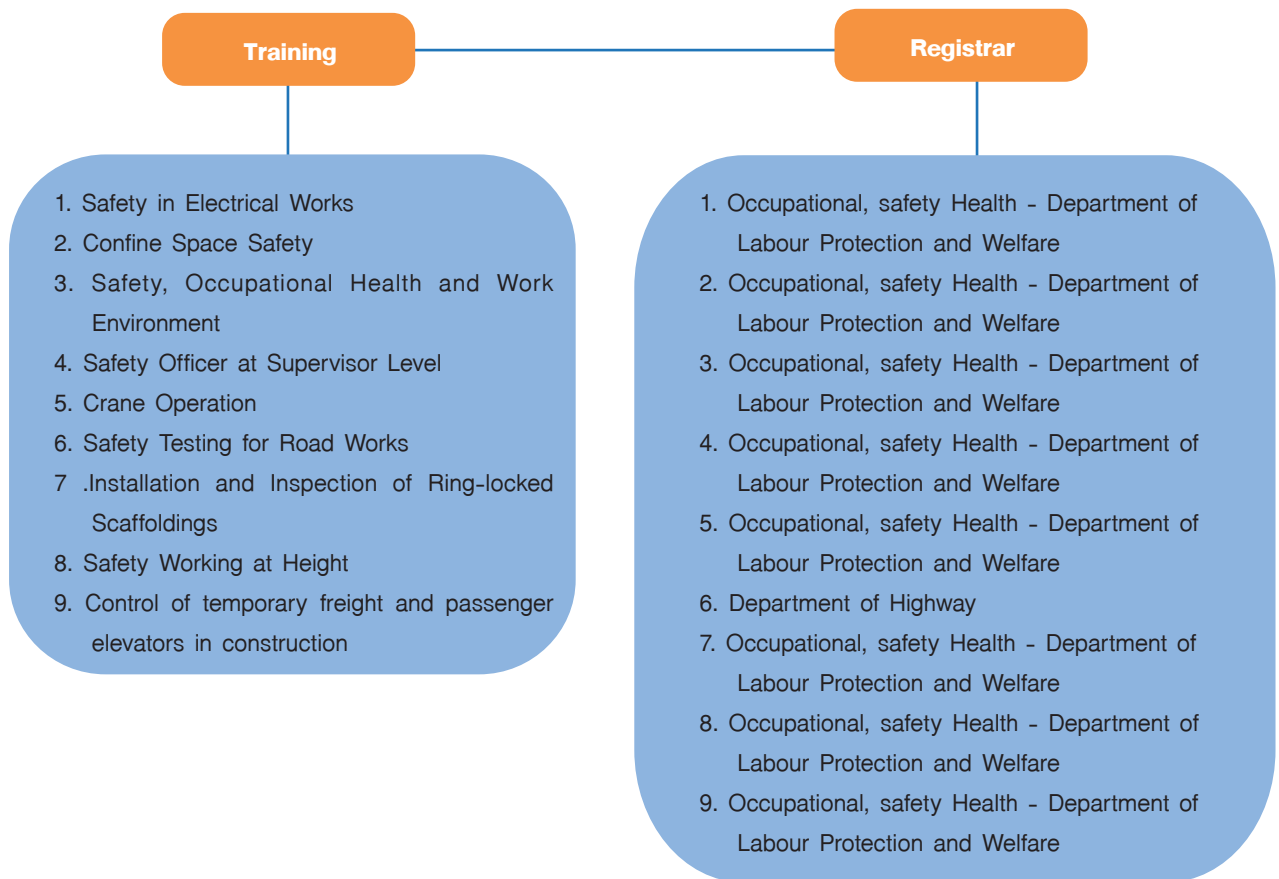 Training
Registrar
1. Safety in Electrical Works
2. Confine Space Safety
3. Safety, Occupational Health and Work
Environment
4. Safety Officer at Supervisor Level
5. Crane Operation
6. Safety Testing for Road Works
7 .Installation and Inspection of Ring-locked
Scaffoldings
8. Safety Working at Height
9. Control of temporary freight and passenger
elevators in construction
1. Occupational, safety Health - Department of
Labour Protection and Welfare
2. Occupational, safety Health - Department of
Labour Protection and Welfare
3. Occupational, safety Health - Department of
Labour Protection and Welfare
4. Occupational, safety Health - Department of
Labour Protection and Welfare
5. Occupational, safety Health - Department of
Labour Protection and Welfare
6. Department of Highway
7. Occupational, safety Health - Department of
Labour Protection and Welfare
8. Occupational, safety Health - Department of
Labour Protection and Welfare
9. Occupational, safety Health - Department of
Labour Protection and Welfare